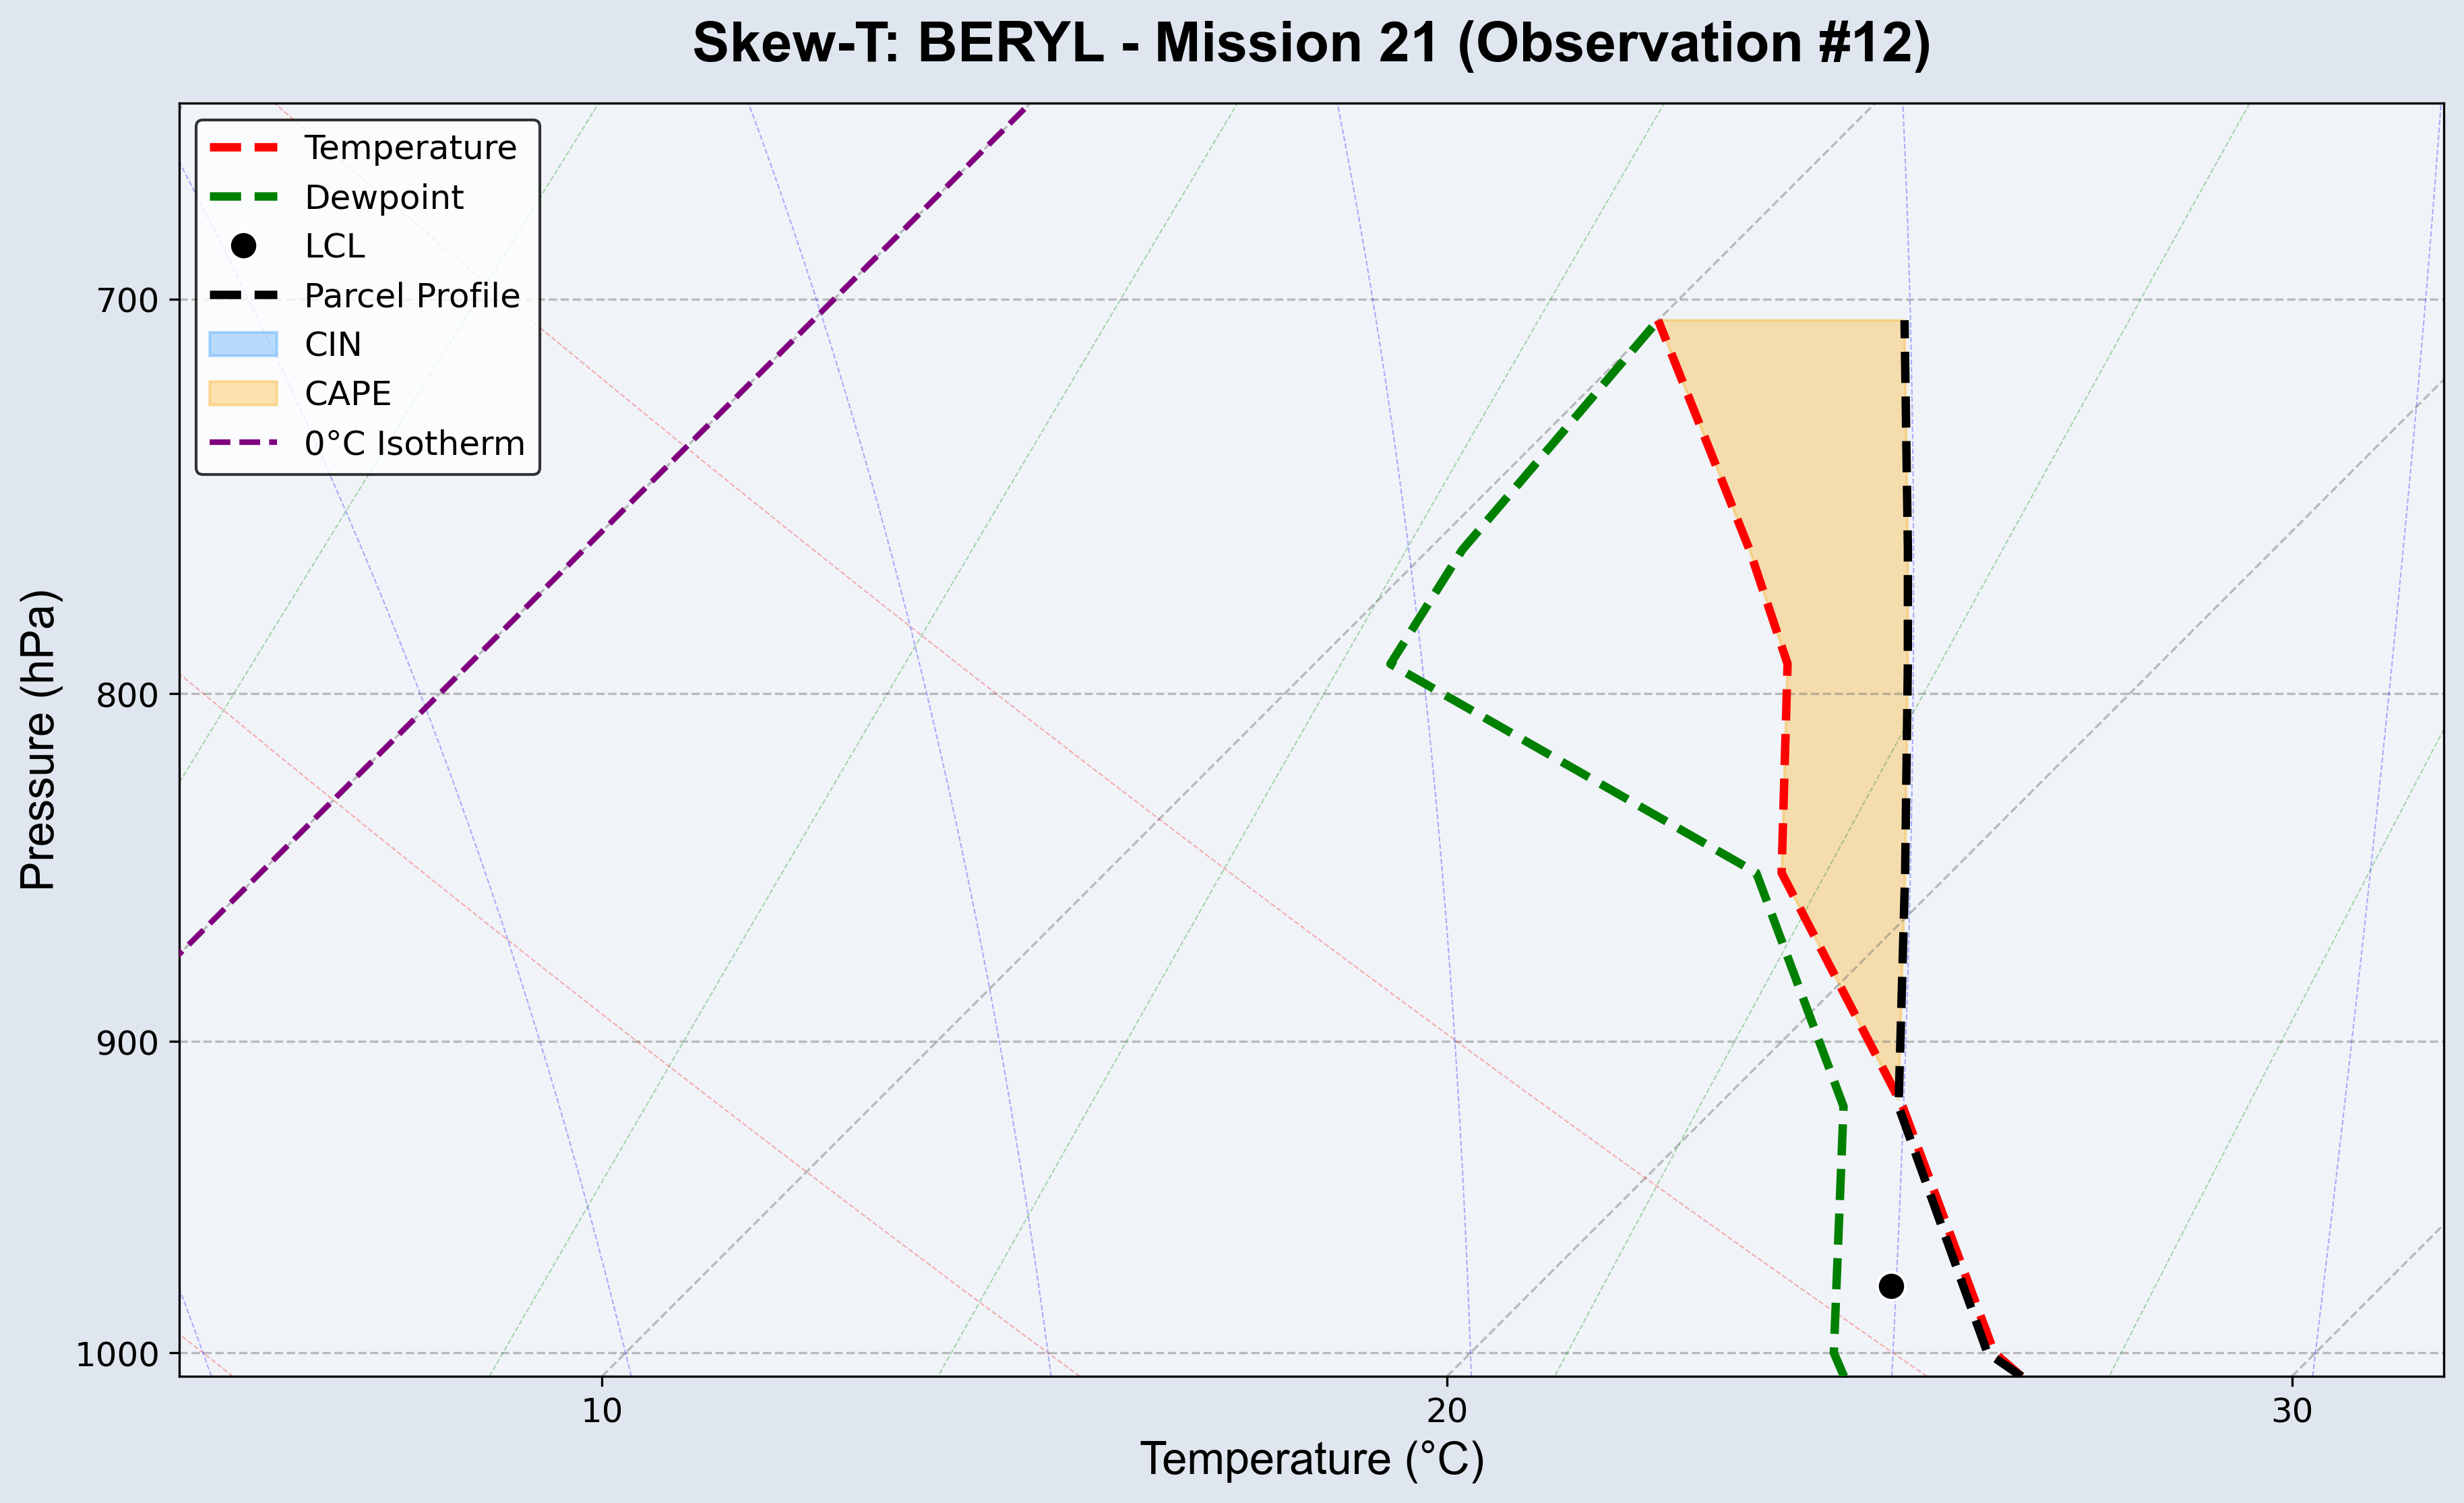 Skew-T: BERYL - Mission 21 (Observation #12)
Temperature
Dewpoint
LCL
Parcel Profile
CIN
CAPE
0°C Isotherm
Pressure (hPa)
700
800
900
1000
10
20
30
Temperature (°C)